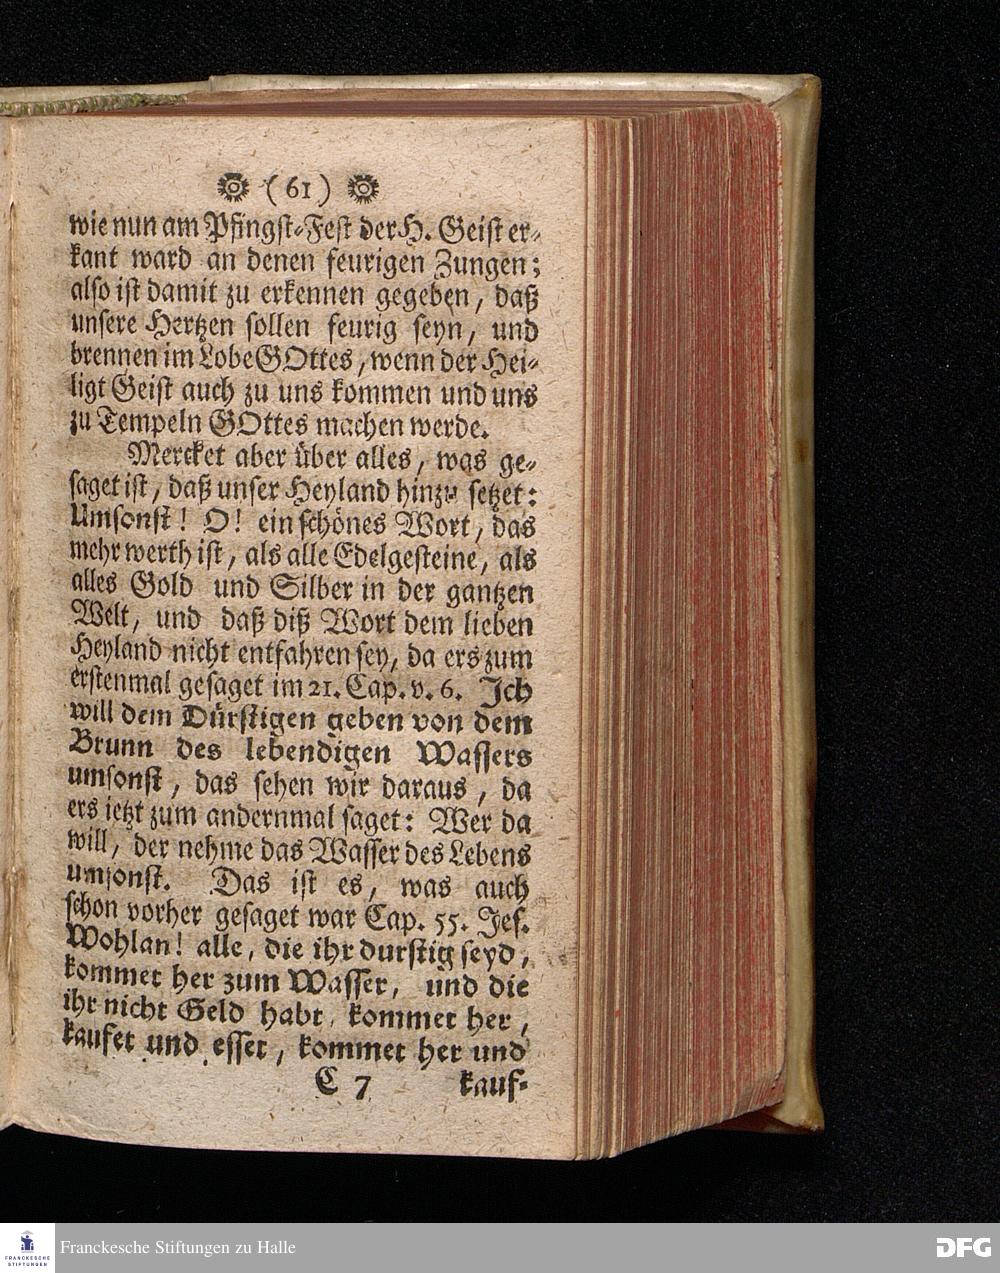 (61)
wie nun am Pfingst-Fest der H. Geist er-
kant ward an denen feurigen Zungen;
also ist damit zu erkennen gegeben, daß
unsere Hertzen sollen feurig seyn, und
brennen im Lobe GOttes, wenn der Hei-
ligt Geist auch zu uns kommen und uns
zu Tempeln GOttes machen werde.
Mercket aber über alles, was ge-
saget ist, daß unser Heyland hinzu setzet:
Umsonst! O! ein schönes Wort, das
mehr werth ist, als alle Edelgesteine, als
alles Gold und Silber in der gantzen
Welt, und daß diß Wort dem lieben
Heyland nicht entfahren sey, da ers zum
erstenmal gesaget im 21. Cap. v. 6. Ich
will dem Dürstigen geben von dem
Brunn des lebendigen Wassers
umsonst, das sehen wir daraus, da
ers jetzt zum andernmal saget: Wer da
will, der nehme das Wasser des Lebens
umsonst. Das ist es, was auch
schon vorher gesaget war Cap. 55. Jes.
Wohlan! alle, die ihr durstig seyd,
kommet her zum Wasser, und die
ihr nicht Geld habt, kommet her,
kaufet und esset, kommet her und
C 7 kauf-
FRANCKESCHE
STIFTUNGEN
Franckesche Stiftungen zu Halle
DFG